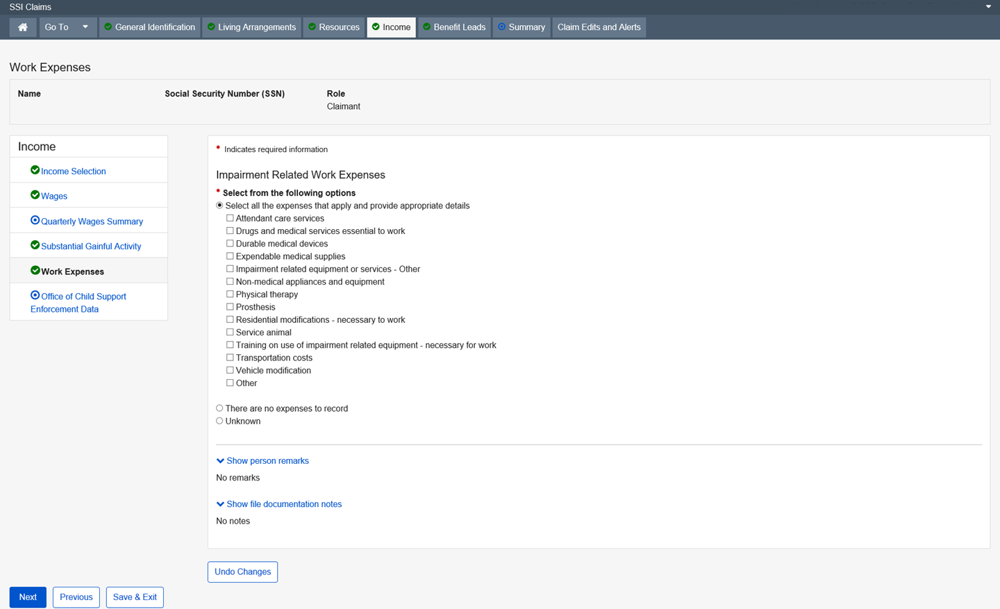 SSI Claims
Go To
General Identification
Living Arrangements
Resources
Income
Benefit Leads
Summary
Claim Edits and Alerts
Work Expenses
Name
Social Security Number (SSN)
Role
Claimant
Income
Income Selection
Wages
Quarterly Wages Summary
Substantial Gainful Activity
Work Expenses
Office of Child Support
Enforcement Data
* Indicates required information
Impairment Related Work Expenses
* Select from the following options
Select all the expenses that apply and provide appropriate details
Attendant care services
Drugs and medical services essential to work
Durable medical devices
Expendable medical supplies
Impairment related equipment or services - Other
Non-medical appliances and equipment
Physical therapy
Prosthesis
Residential modifications - necessary to work
Service animal
Training on use of impairment related equipment - necessary for work
Transportation costs
Vehicle modification
Other
There are no expenses to record
Unknown
Show person remarks
No remarks
Show file documentation notes
No notes
Undo Changes
Next
Previous
Save & Exit